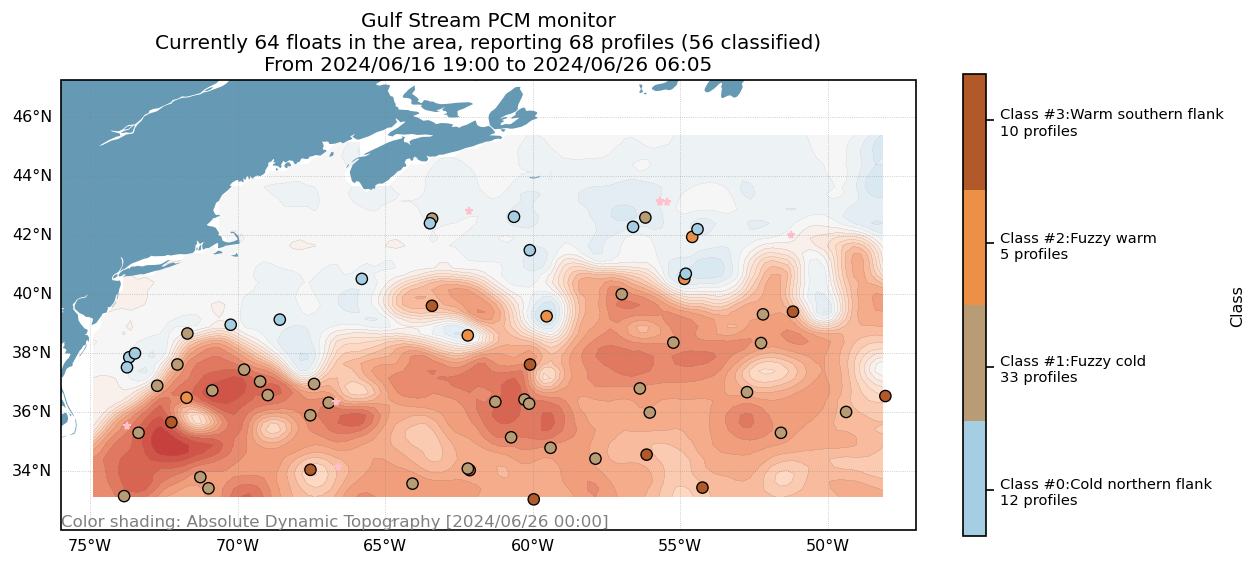 Gulf Stream PCM monitor
Currently 64 floats in the area, reporting 68 profiles (56 classified)
From 2024/06/16 19:00 to 2024/06/26 06:05
46°N
44°N
42°N
40°N
38°N
36°N
34°N
Color shading: Absolute Dynamic Topography [2024/06/26 00:00]
75°W
70°W
65°W
60°W
55°W
50°W
Class #3:Warm southern flank
10 profiles
Class #2:Fuzzy warm
5 profiles
Class #1:Fuzzy cold
33 profiles
Class #0:Cold northern flank
12 profiles
Class